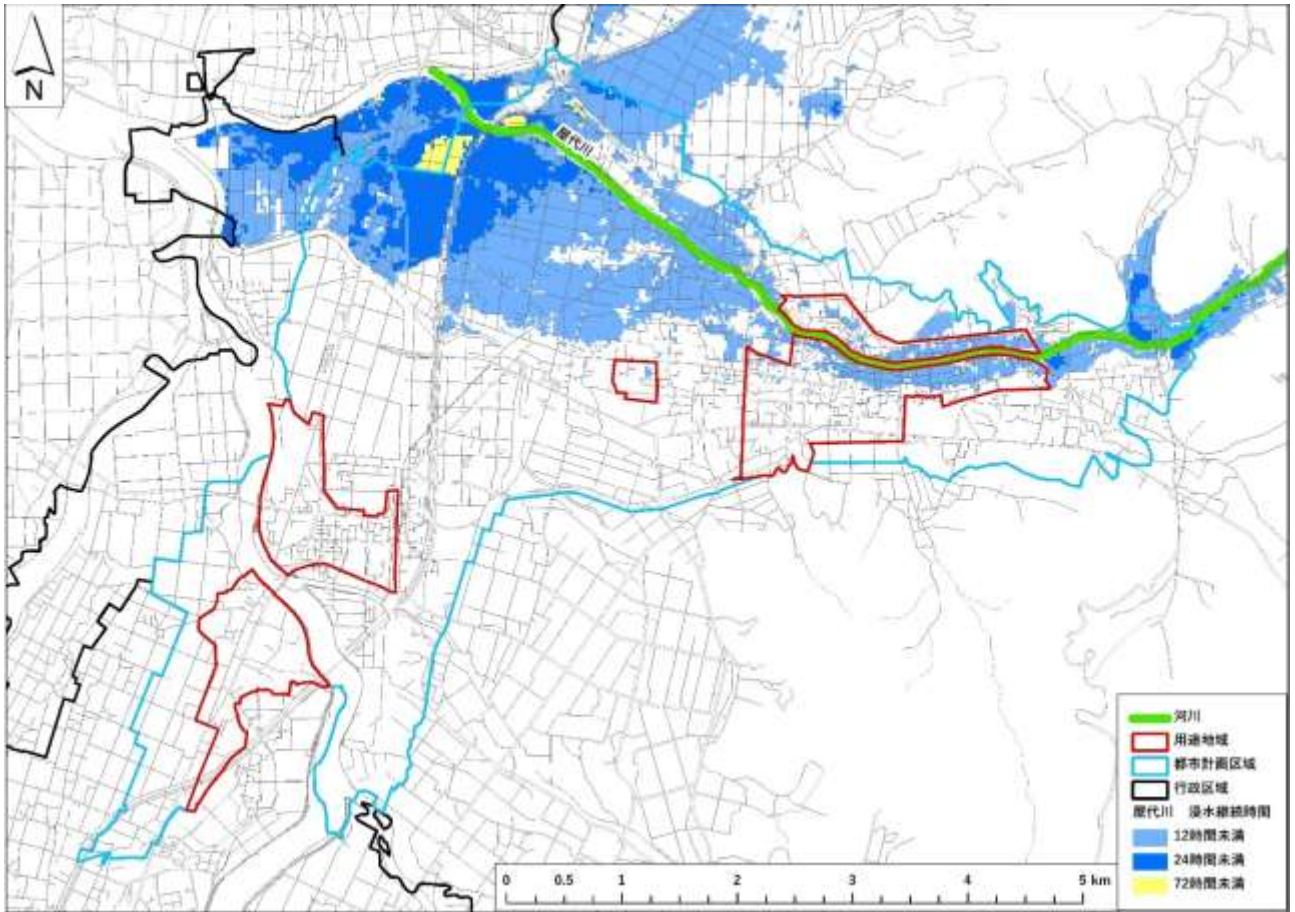 N
屋代川
河川
用途地域
都市計画区域
行政区域
屋代川 浸水継続時間
12時間未満
24時間未満
72時間未満
0 0.5 1 2 3 4 5 km